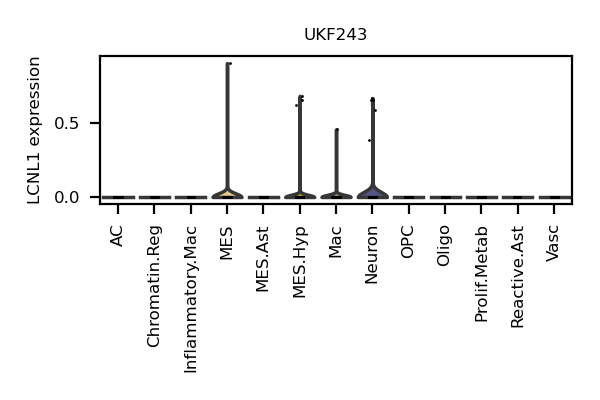 UKF243
LCNL1 expression
0.5
0.0
AC
Chromatin.Reg
Inflammatory.Mac
MES
MES.Ast
MES.Hyp
Mac
Neuron
OPC
Oligo
Prolif.Metab
Reactive.Ast
Vasc